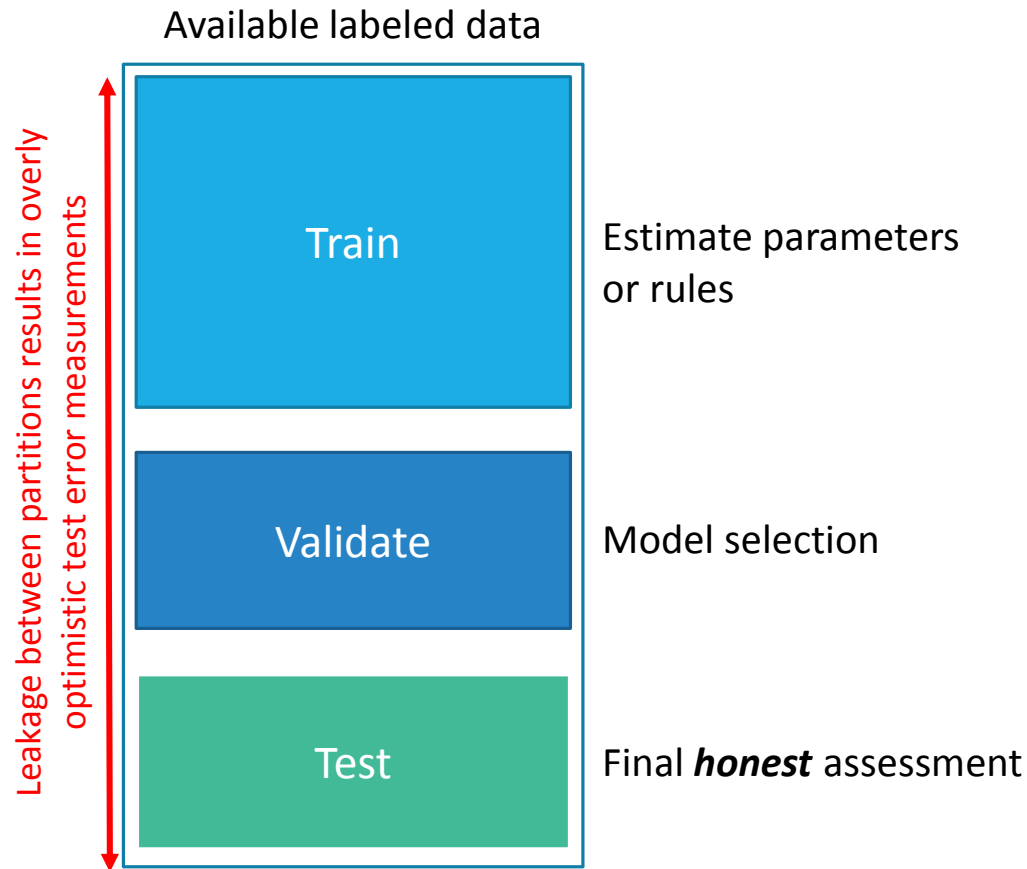 Available labeled data
Leakage between partitions results in overly
optimistic test error measurements
Train
Estimate parameters
or rules
Validate
Model selection
Test
Final honest assessment